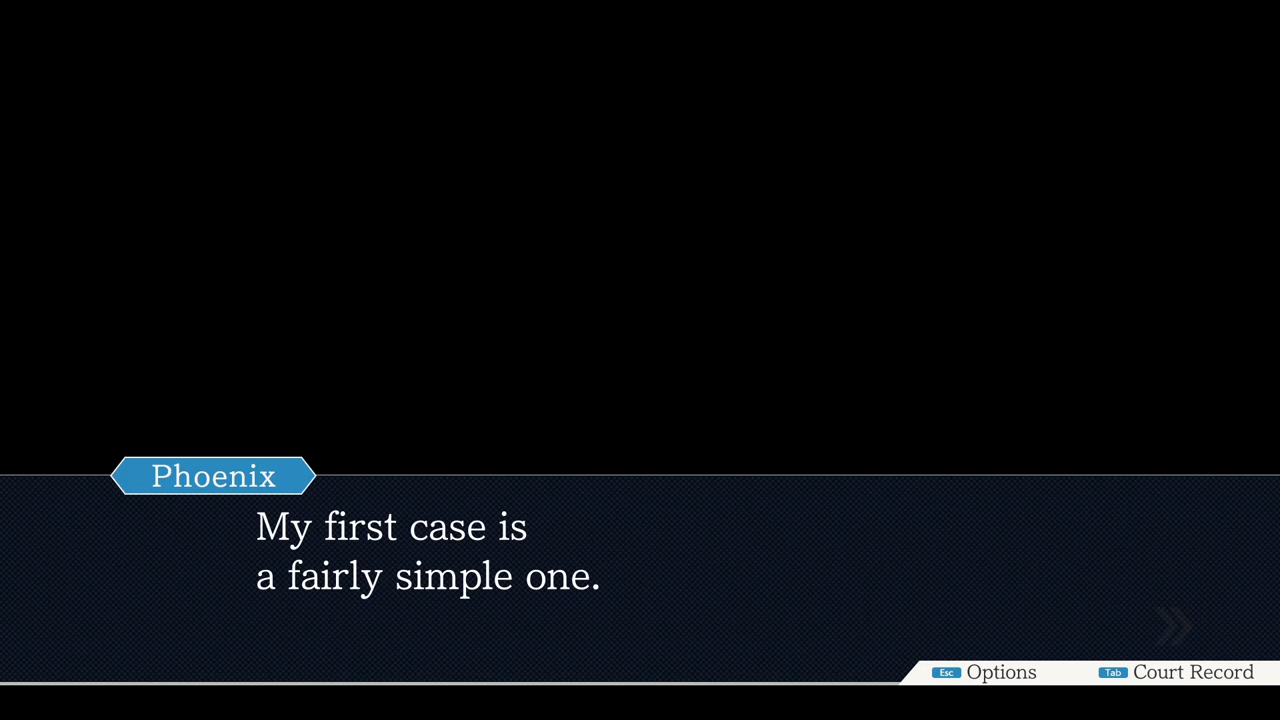 Phoenix
My first case is
a fairly simple one.
Esc Options Tab Court Record